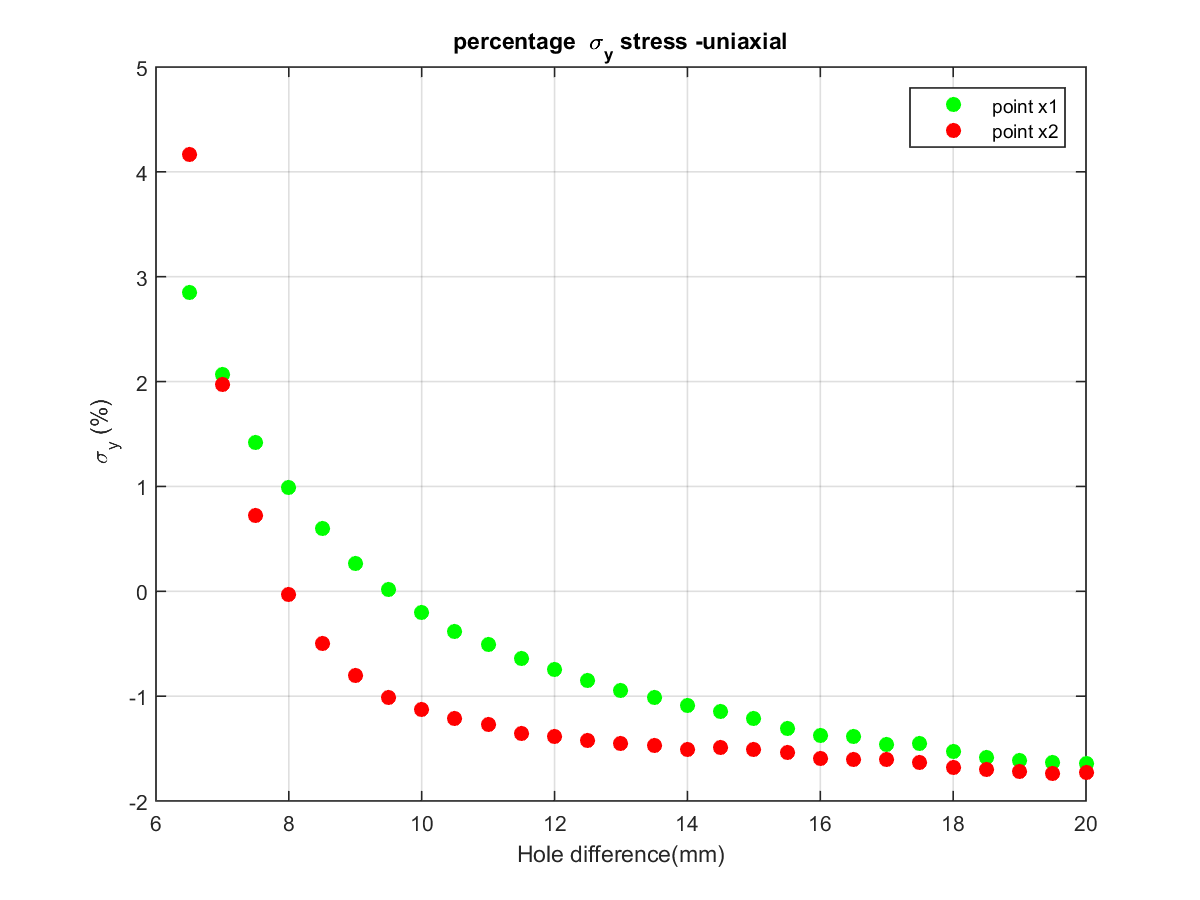 percentage σy stress -uniaxial
5
4
3
2
1
0
-1
-2
σy (%)
point x1
point x2
6 8 10 12 14 16 18 20
Hole difference(mm)